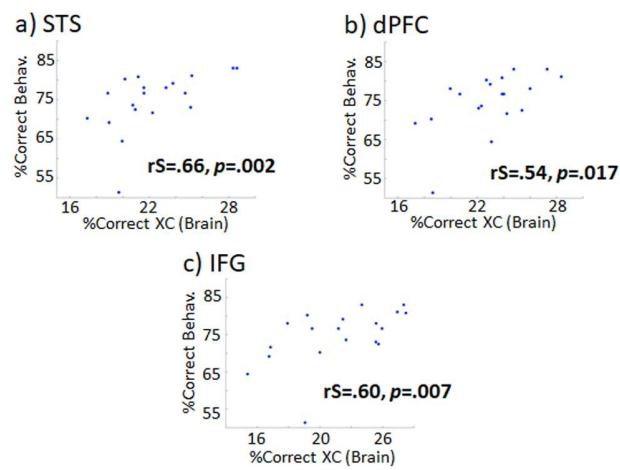 a) STS
%Correct Behav.
85
75
65
55
rS=.66, p=.002
16 22 28
%Correct XC (Brain)
b) dPFC
%Correct Behav.
85
75
65
55
rS=.54, p=.017
16 22 28
%Correct XC (Brain)
c) IFG
%Correct Behav.
85
75
65
55
rS=.60, p=.007
16 20 26
%Correct XC (Brain)